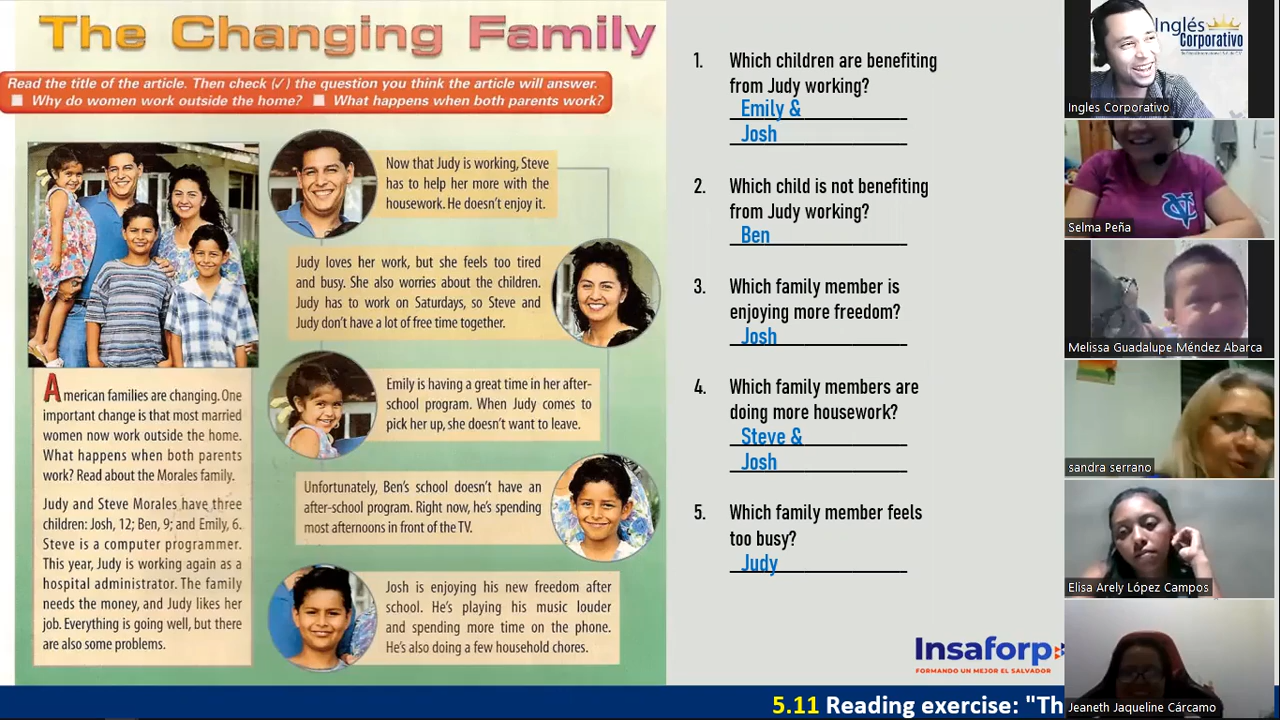 The Changing Family
Read the title of the article. Then check (✓) the question you think the article will answer.
Why do women work outside the home? What happens when both parents work?
Now that Judy is working, Steve
has to help her more with the
housework. He doesn't enjoy it.
Judy loves her work, but she feels too tired
and busy. She also worries about the children.
Judy has to work on Saturdays, so Steve and
Judy don't have a lot of free time together.
Emily is having a great time in her after-
school program. When Judy comes to
pick her up, she doesn't want to leave.
Unfortunately, Ben's school doesn't have an
after-school program. Right now, he's spending
most afternoons in front of the TV.
Josh is enjoying his new freedom after
school. He's playing his music louder
and spending more time on the phone.
He's also doing a few household chores.
American families are changing. One
important change is that most married
women now work outside the home.
What happens when both parents
work? Read about the Morales family.
Judy and Steve Morales have three
children: Josh, 12; Ben, 9; and Emily, 6.
Steve is a computer programmer.
This year, Judy is working again as a
hospital administrator. The family
needs the money, and Judy likes her
job. Everything is going well, but there
are also some problems.
1. Which children are benefiting
from Judy working?
Emily &
Josh
2. Which child is not benefiting
from Judy working?
Ben
3. Which family member is
enjoying more freedom?
Josh
4. Which family members are
doing more housework?
Steve &
Josh
5. Which family member feels
too busy?
Judy
Insaforp
FORMANDO UN MEJOR EL SALVADOR
5.11 Reading exercise: "Th
Inglés
Corporativo
Ingles Corporativo
Selma Peña
Melissa Guadalupe Méndez Abarca
sandra serrano
Elisa Arely López Campos
Jeaneth Jaqueline Cárcamo